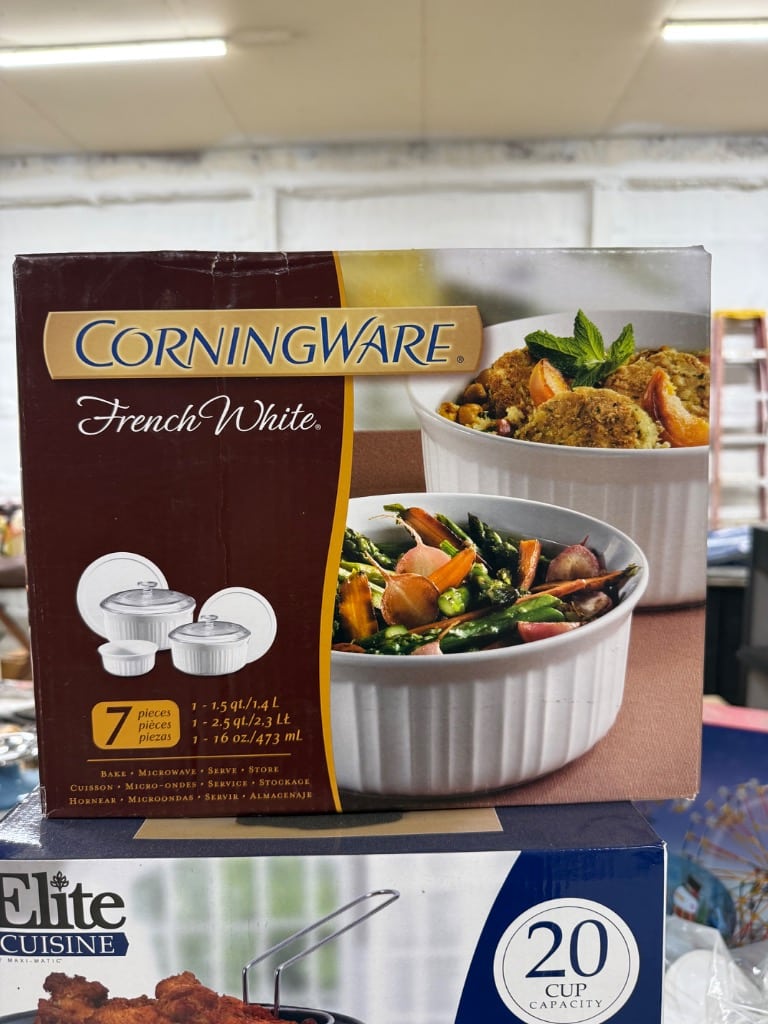 CORNINGWARE®
French White®
7 pieces
pièces
piezas
1 - 1.5 qt./1,4 L
1 - 2.5 qt./2,3 Lt
1 - 16 oz./473 mL
BAKE • MICROWAVE • SERVE • STORE
CUISSON • MICRO-ONDES • SERVICE • STOCKAGE
HORNEAR • MICROONDAS • SERVIR • ALMACENAJE
Elite
CUISINE
MAXI-MATIC
20
CUP
CAPACITY